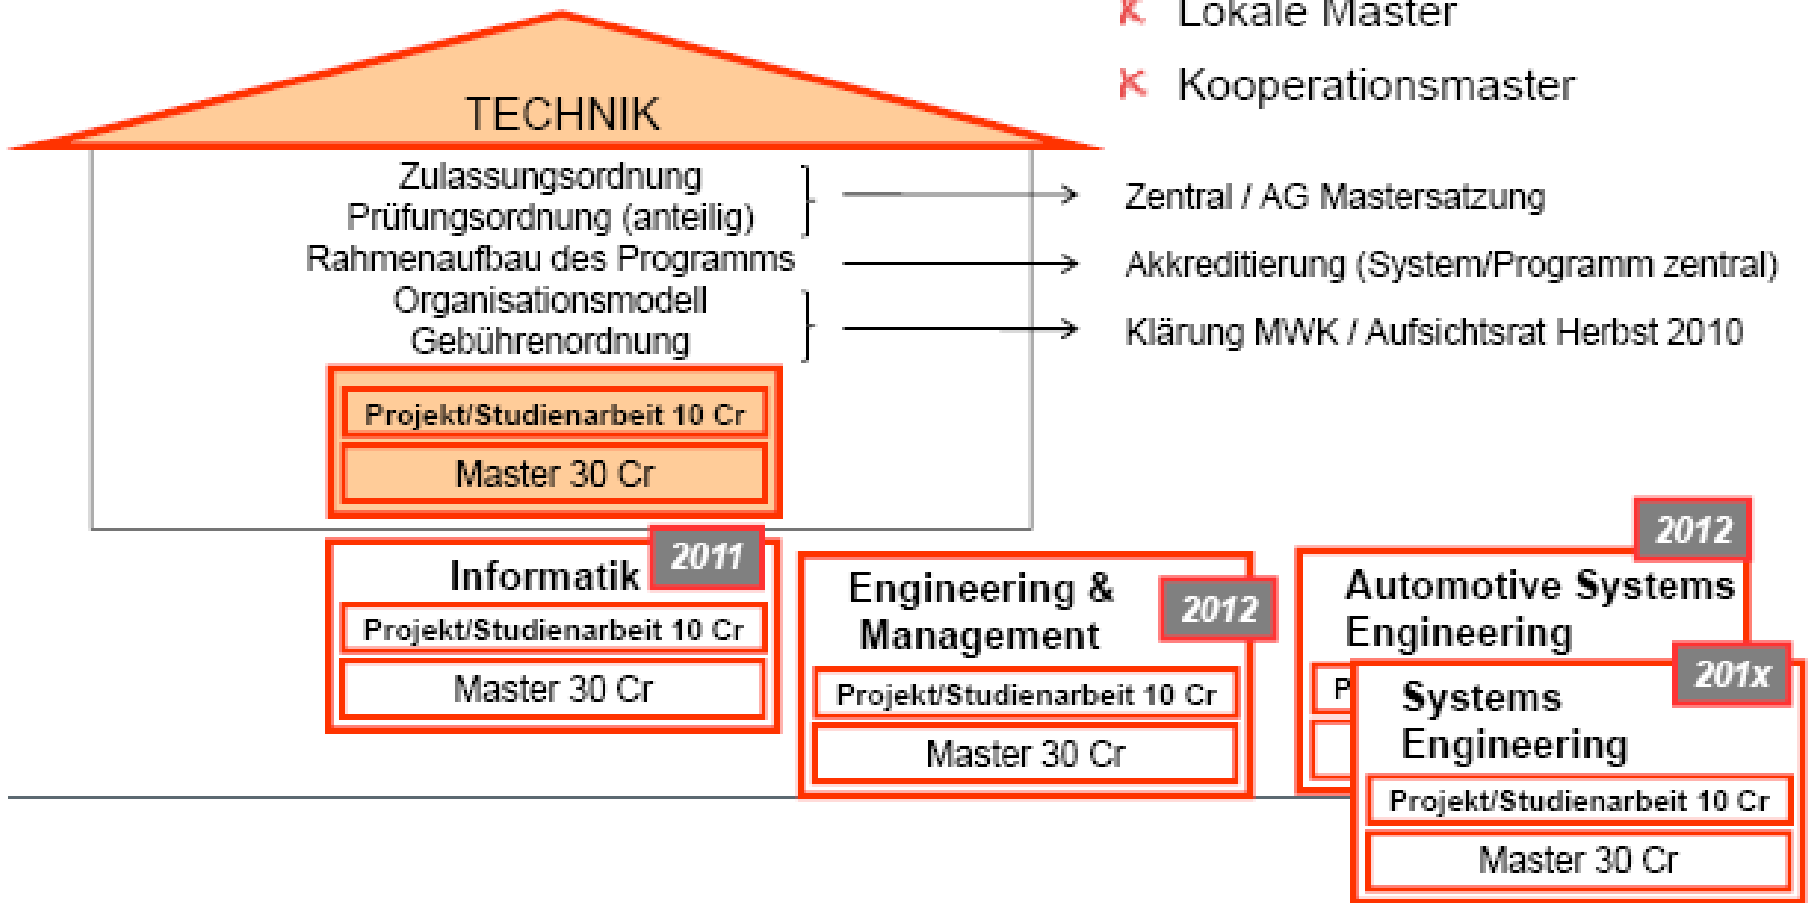 Lokale Master
Kooperationsmaster
TECHNIK
Zulassungsordnung
Prüfungsordnung (anteilig)
Rahmenaufbau des Programms
Organisationsmodell
Gebührenordnung
Zentral / AG Mastersatzung
Akkreditierung (System/Programm zentral)
Klärung MWK / Aufsichtsrat Herbst 2010
Projekt/Studienarbeit 10 Cr
Master 30 Cr
2011
Informatik
Projekt/Studienarbeit 10 Cr
Master 30 Cr
Engineering &
Management
2012
Projekt/Studienarbeit 10 Cr
Master 30 Cr
2012
Automotive Systems
Engineering
P
201x
Systems
Engineering
Projekt/Studienarbeit 10 Cr
Master 30 Cr